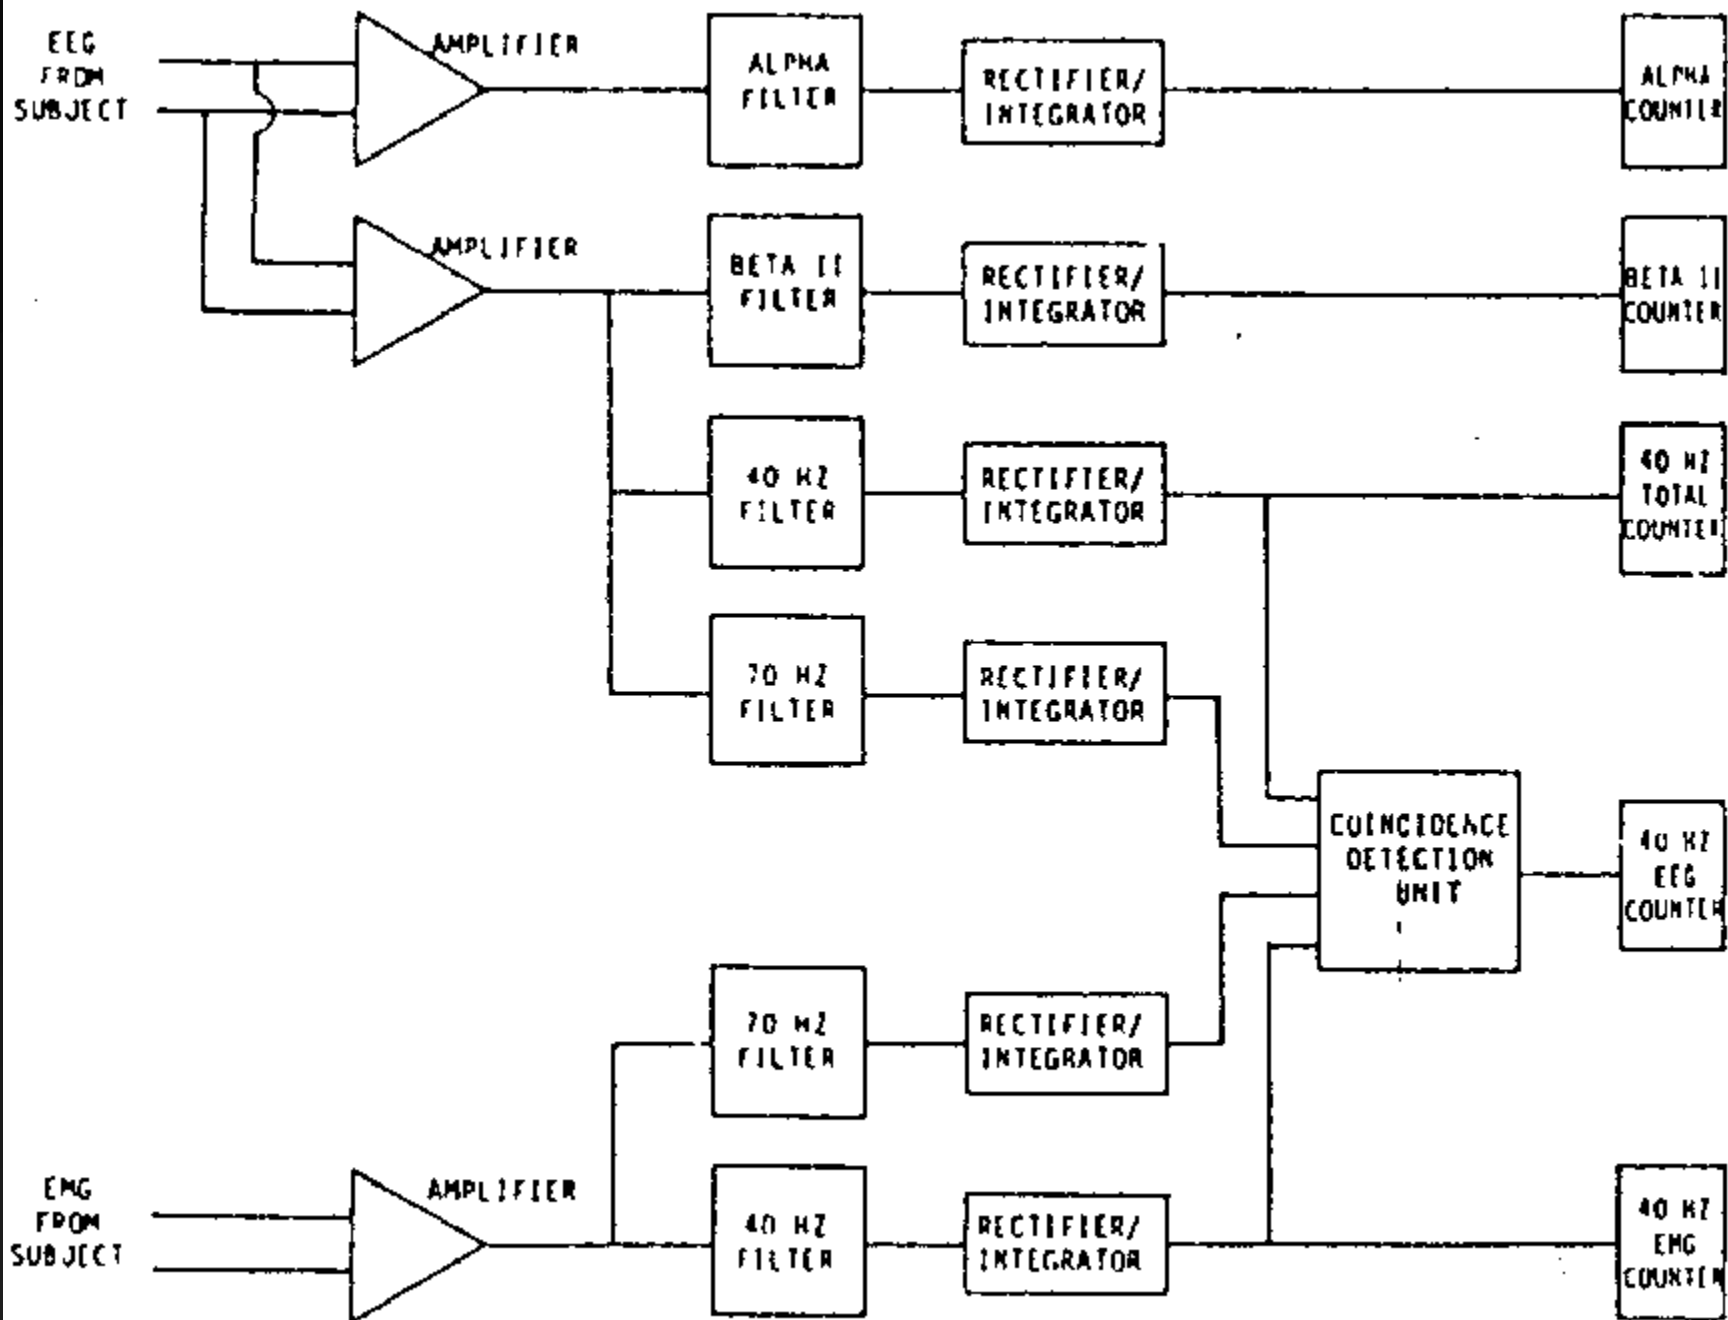 EEG
FROM
SUBJECT
AMPLIFIER
ALPHA
FILTER
RECTIFIER/
INTEGRATOR
ALPHA
COUNTER
AMPLIFIER
BETA II
FILTER
RECTIFIER/
INTEGRATOR
BETA II
COUNTER
40 HZ
FILTER
RECTIFIER/
INTEGRATOR
40 HZ
TOTAL
COUNTER
70 HZ
FILTER
RECTIFIER/
INTEGRATOR
COINCIDENCE
DETECTION
UNIT
40 HZ
EEG
COUNTER
70 HZ
FILTER
RECTIFIER/
INTEGRATOR
EMG
FROM
SUBJECT
AMPLIFIER
40 HZ
FILTER
RECTIFIER/
INTEGRATOR
40 HZ
EMG
COUNTER